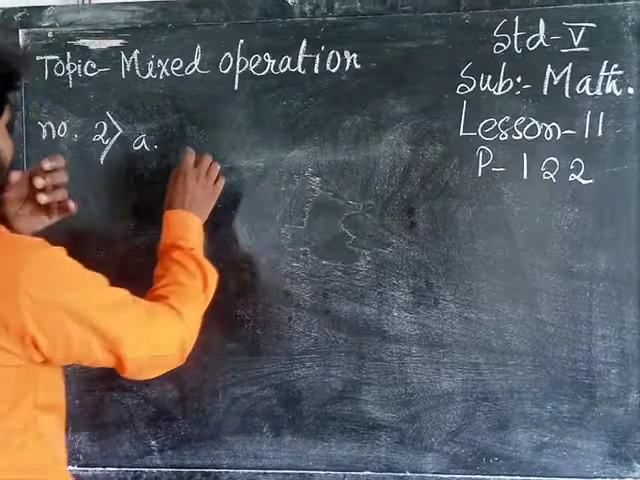 Topic- Mixed operation
Std- V
Sub:- Math.
Lesson-11
P- 122
no. 2> a.